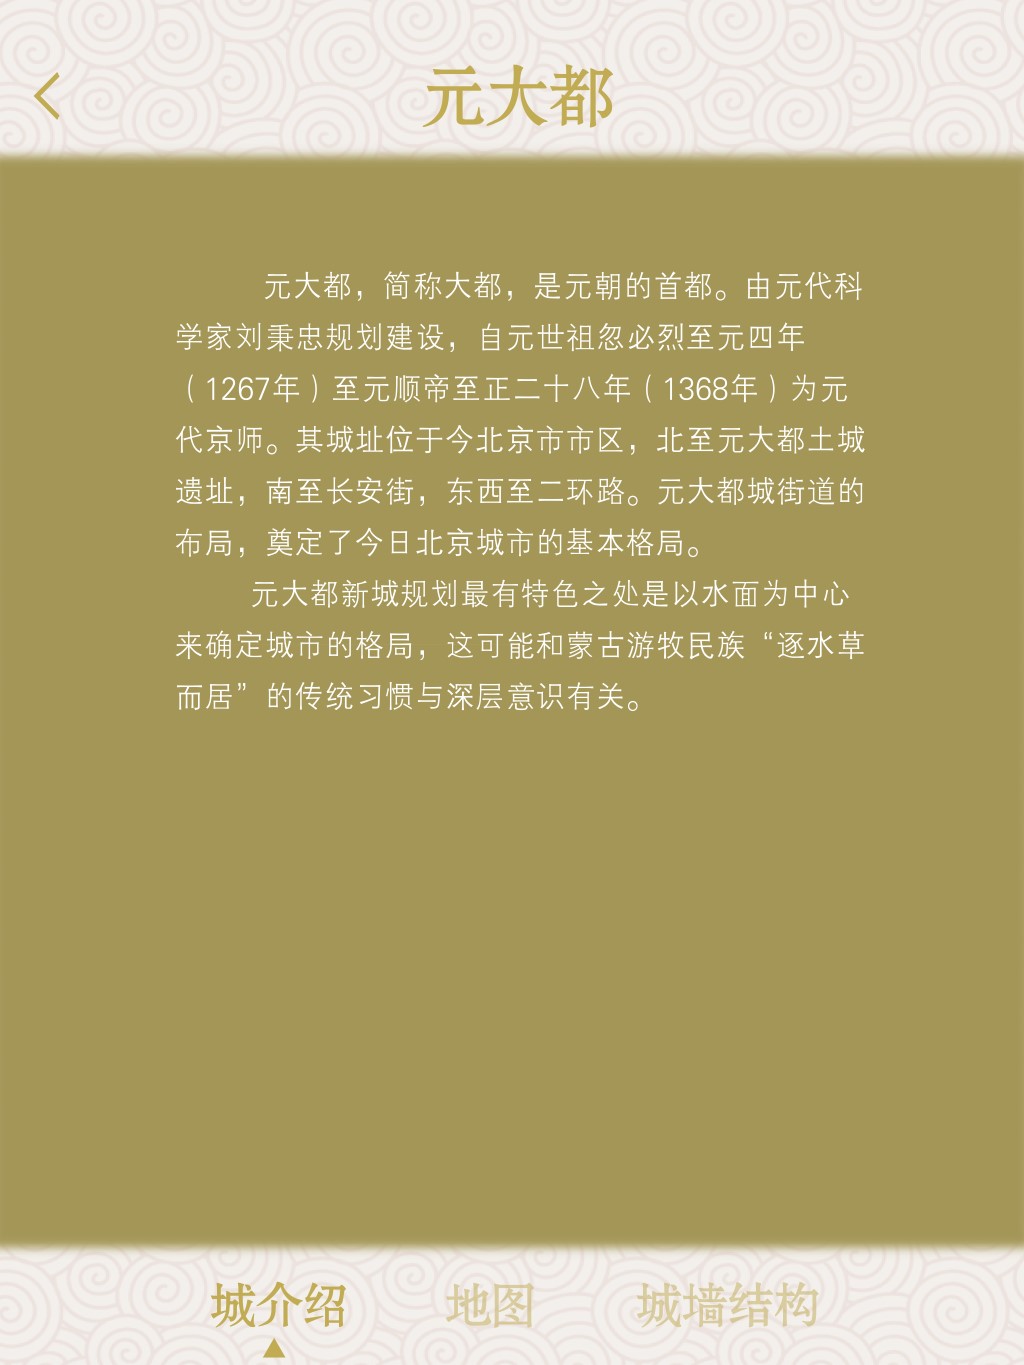 元大都
元大都，简称大都，是元朝的首都。由元代科
学家刘秉忠规划建设，自元世祖忽必烈至元四年
（1267年）至元顺帝至正二十八年（1368年）为元
代京师。其城址位于今北京市市区，北至元大都土城
遗址，南至长安街，东西至二环路。元大都城街道的
布局，奠定了今日北京城市的基本格局。
元大都新城规划最有特色之处是以水面为中心
来确定城市的格局，这可能和蒙古游牧民族“逐水草
而居”的传统习惯与深层意识有关。
城介绍 地图 城墙结构